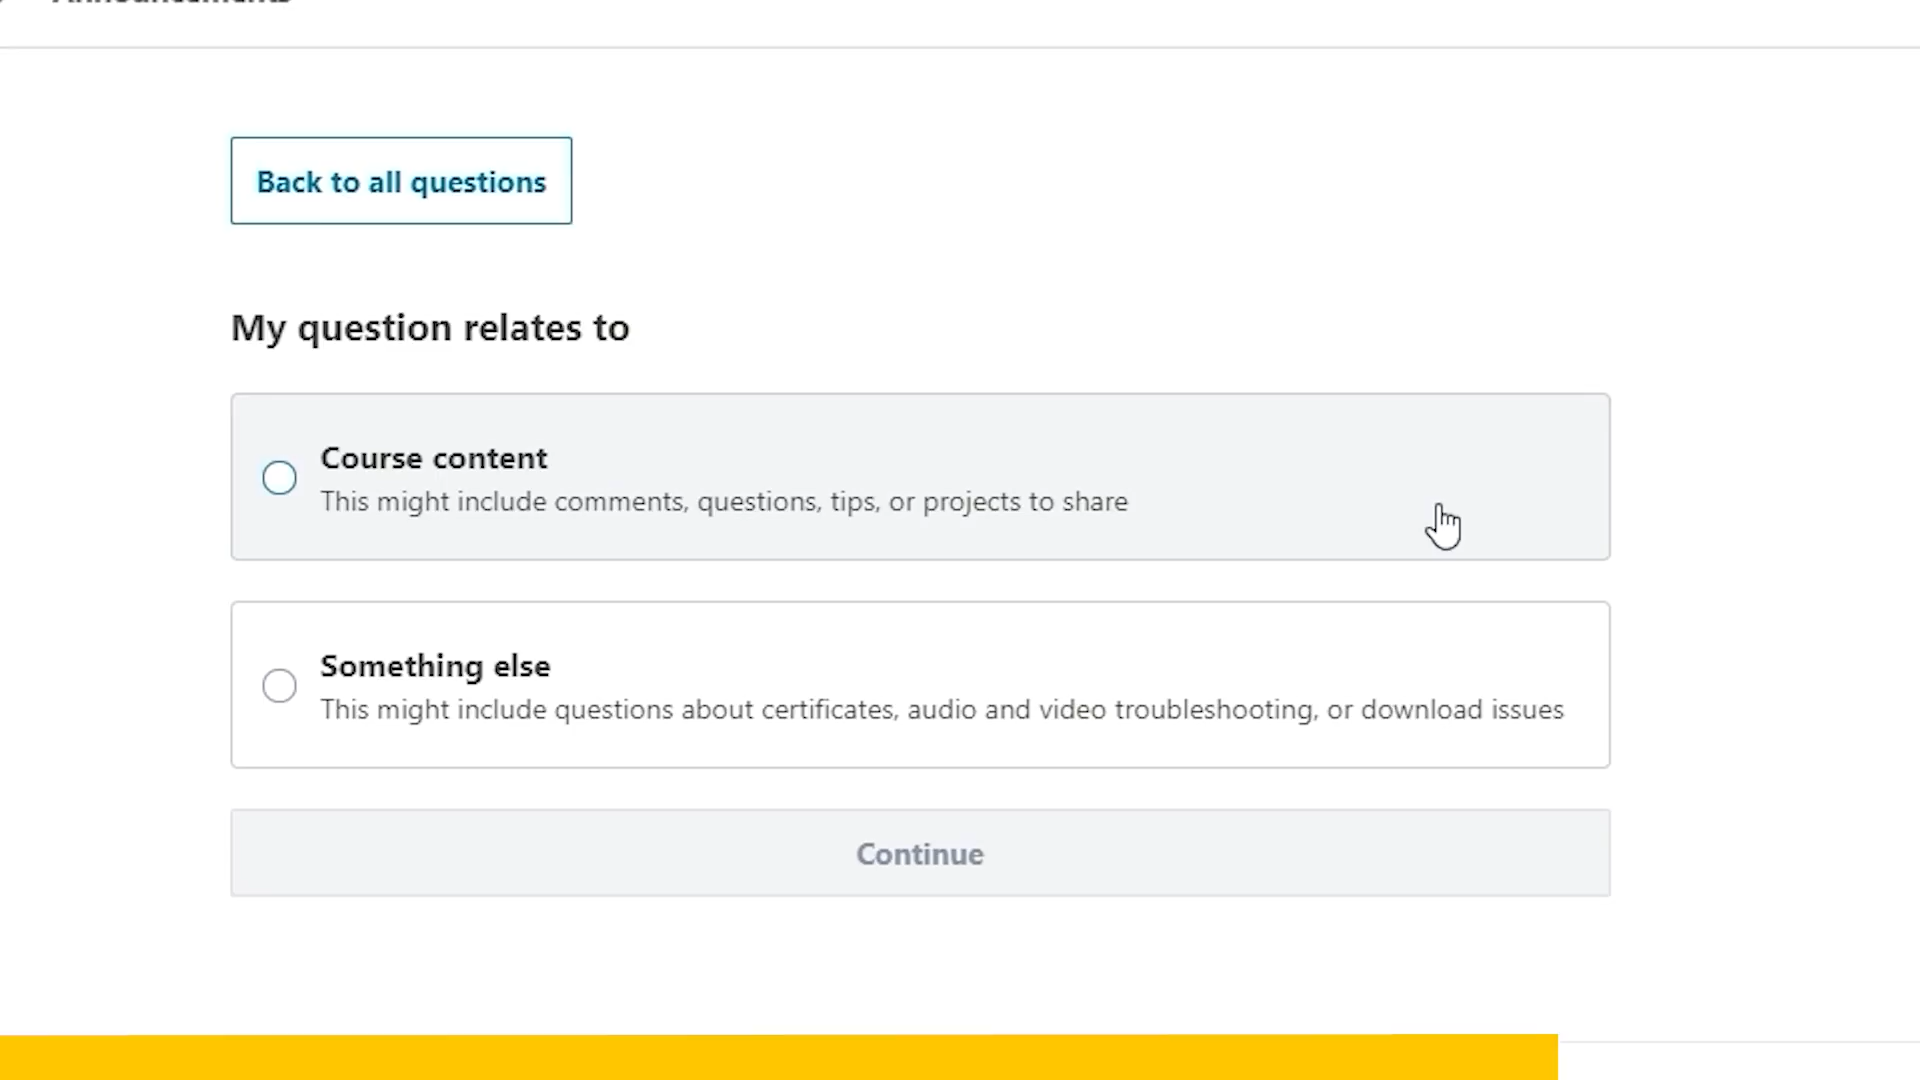 Announcements
Back to all questions
My question relates to
Course content
This might include comments, questions, tips, or projects to share
Something else
This might include questions about certificates, audio and video troubleshooting, or download issues
Continue